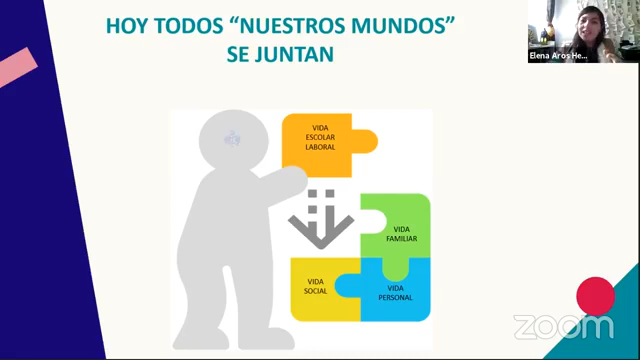 HOY TODOS “NUESTROS MUNDOS”
SE JUNTAN
Elena Aros He...
VIDA
ESCOLAR
LABORAL
VIDA
FAMILIAR
VIDA
SOCIAL
VIDA
PERSONAL
zoom